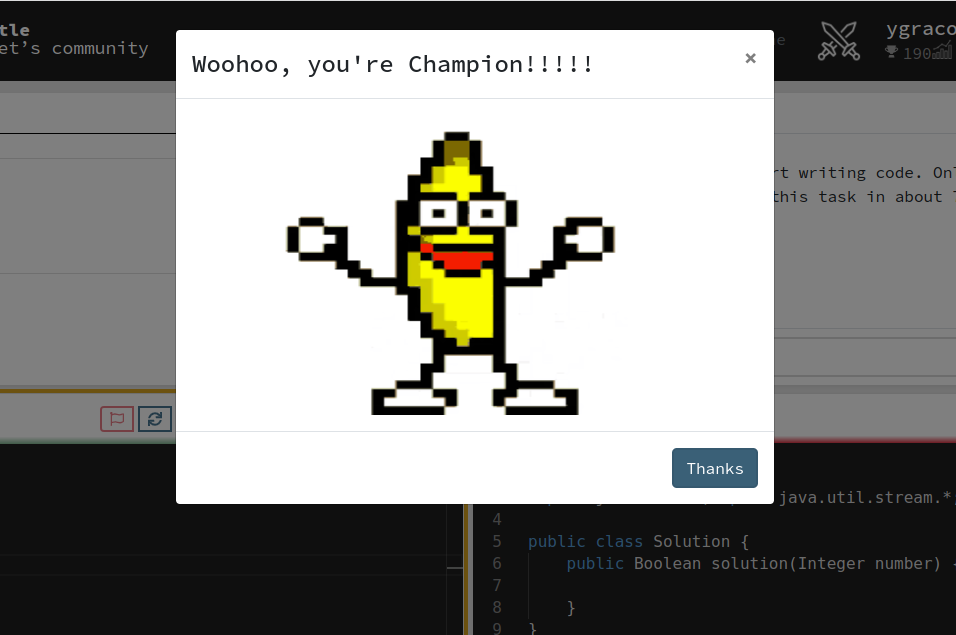 tle
et’s community
ygraco
190
Woohoo, you're Champion!!!!!
×
rt writing code. Onl
this task in about
Thanks
java.util.stream.*
4
5 public class Solution {
6 public Boolean solution(Integer number) {
7
8 }
9 }